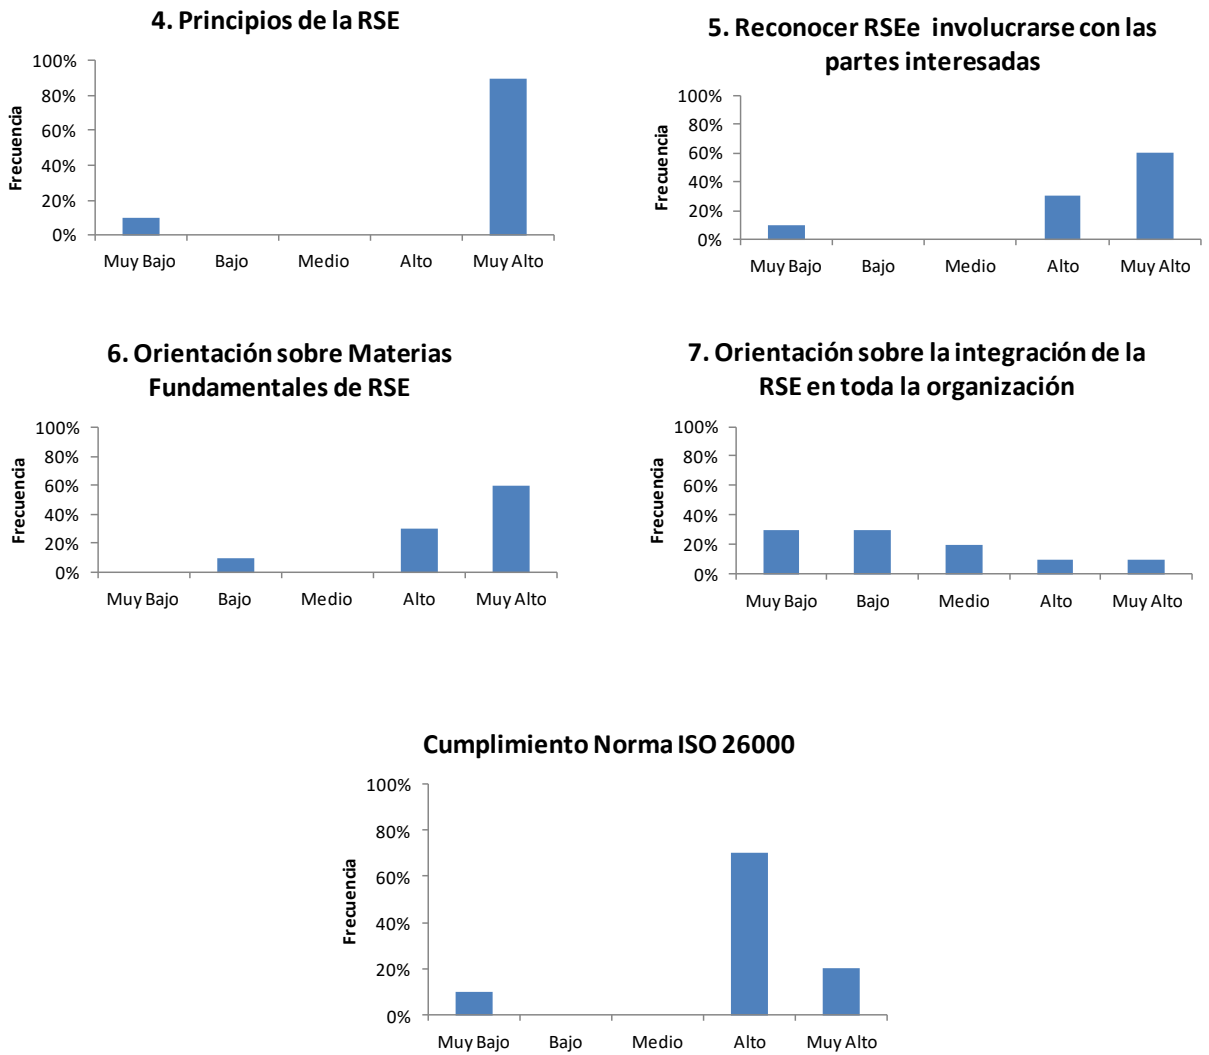 4. Principios de la RSE
100%
80%
60%
40%
20%
0%
Frecuencia
Muy Bajo Bajo Medio Alto Muy Alto
5. Reconocer RSEe involucrarse con las
partes interesadas
100%
80%
60%
40%
20%
0%
Frecuencia
Muy Bajo Bajo Medio Alto Muy Alto
6. Orientación sobre Materias
Fundamentales de RSE
100%
80%
60%
40%
20%
0%
Frecuencia
Muy Bajo Bajo Medio Alto Muy Alto
7. Orientación sobre la integración de la
RSE en toda la organización
100%
80%
60%
40%
20%
0%
Frecuencia
Muy Bajo Bajo Medio Alto Muy Alto
Cumplimiento Norma ISO 26000
100%
80%
60%
40%
20%
0%
Frecuencia
Muy Bajo Bajo Medio Alto Muy Alto